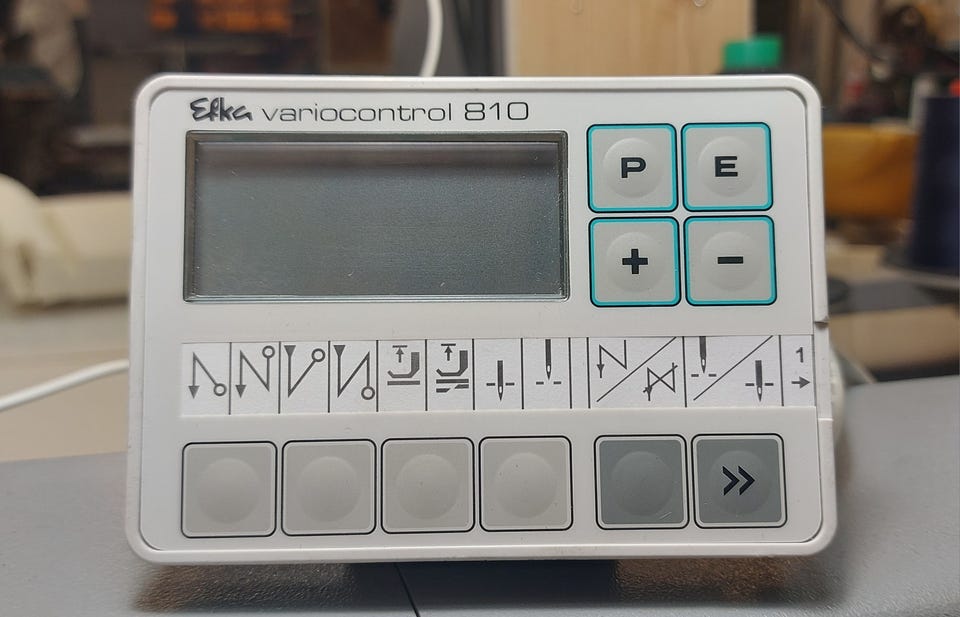 Efka variocontrol 810
P E
+ −
1
»